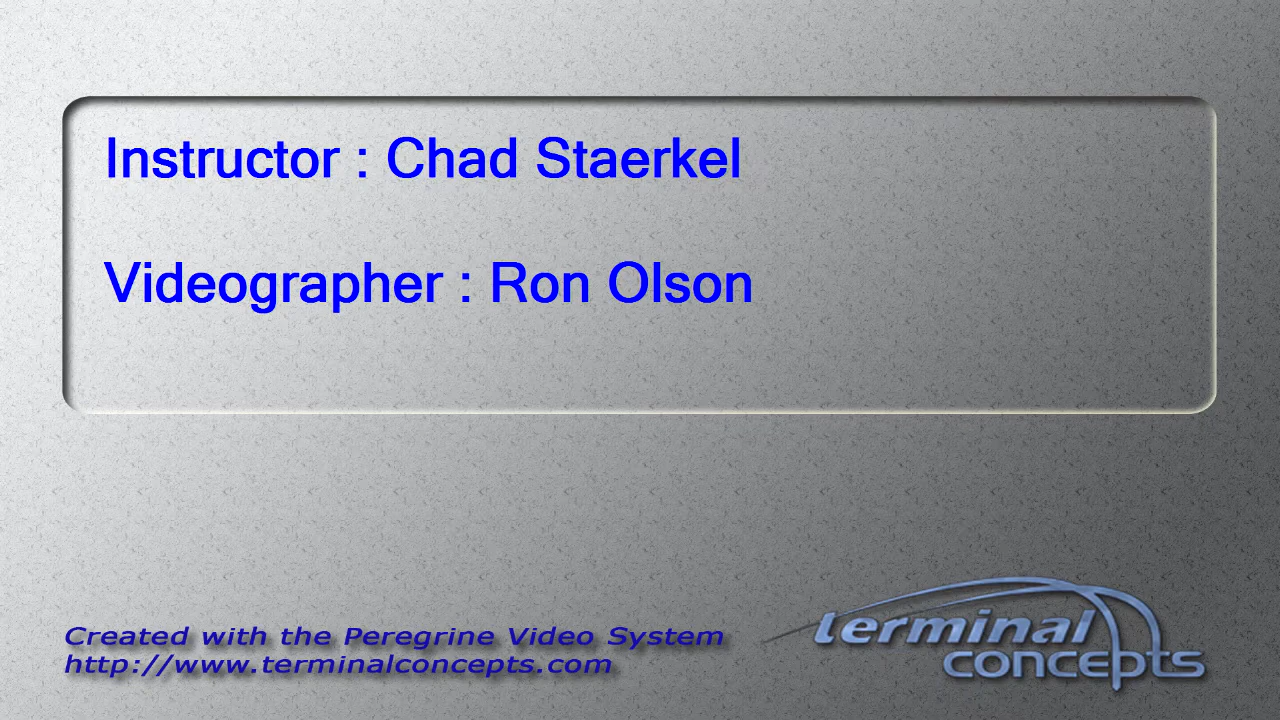 Instructor : Chad Staerkel
Videographer : Ron Olson
Created with the Peregrine Video System
http://www.terminalconcepts.com
terminal
concepts